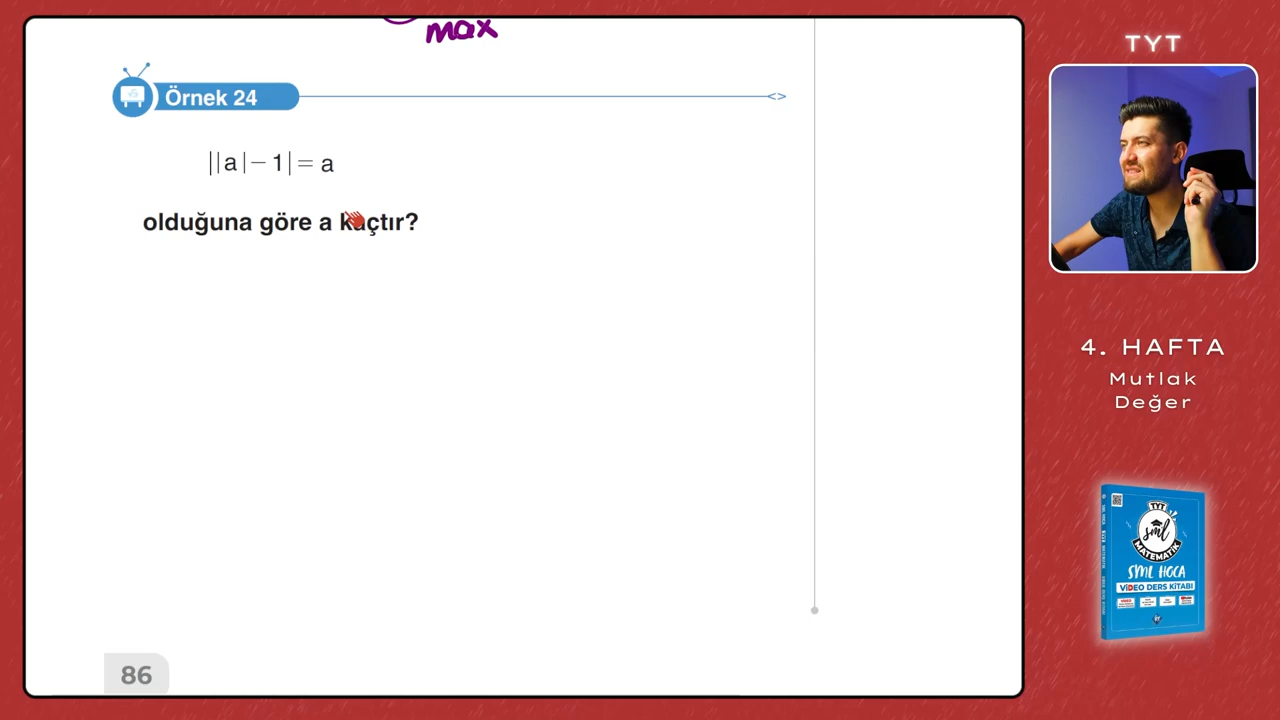 max
Örnek 24
||a| − 1| = a
olduğuna göre a kaçtır?
86
TYT
4. HAFTA
Mutlak
Değer
TYT
sml
MATEMATİK
SML HOCA
VİDEO DERS KİTABI